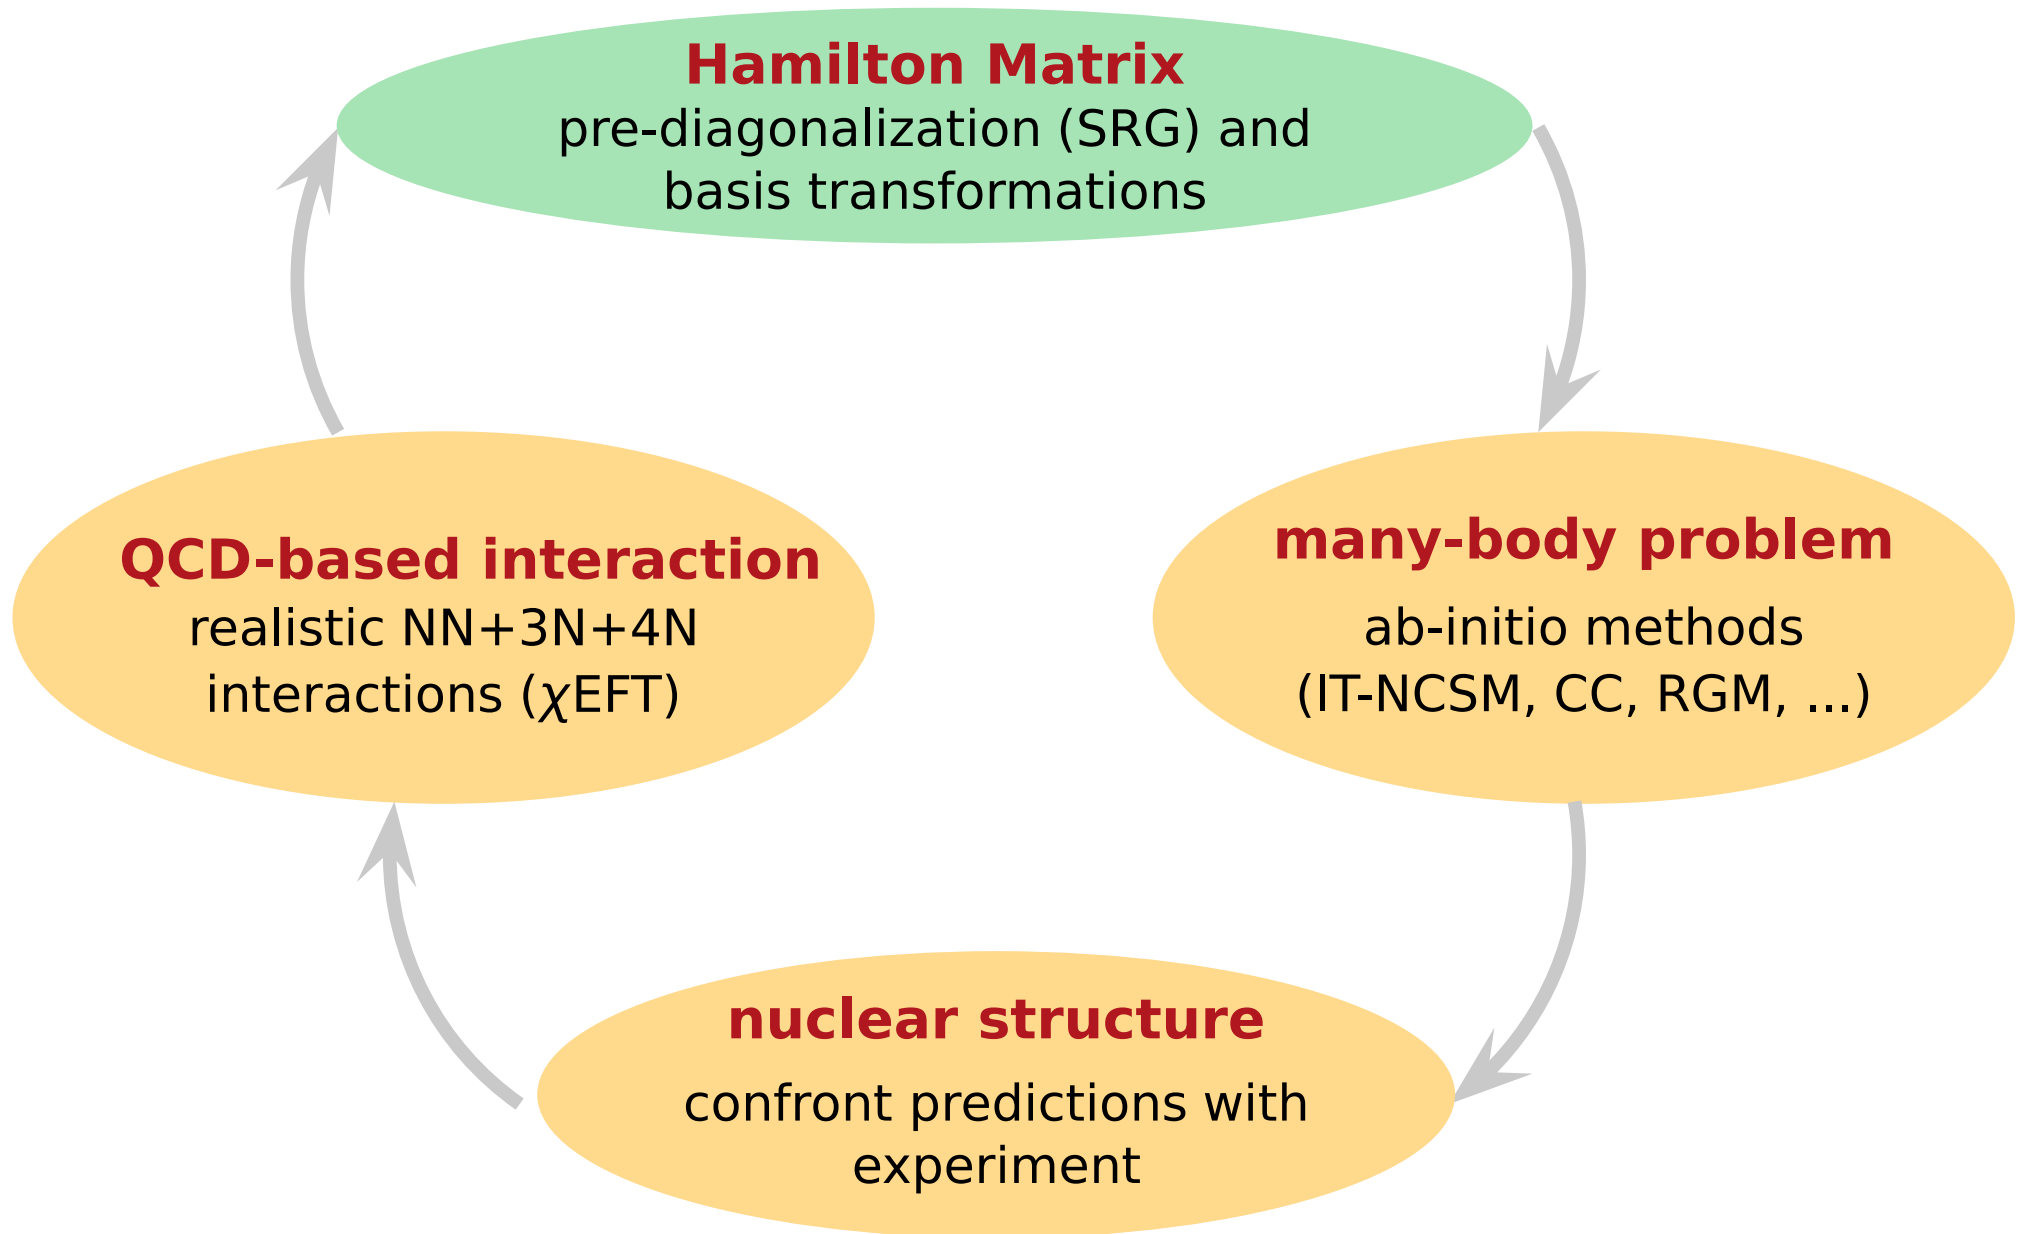 Hamilton Matrix
pre-diagonalization (SRG) and
basis transformations
QCD-based interaction
realistic NN+3N+4N
interactions (χEFT)
many-body problem
ab-initio methods
(IT-NCSM, CC, RGM, ...)
nuclear structure
confront predictions with
experiment